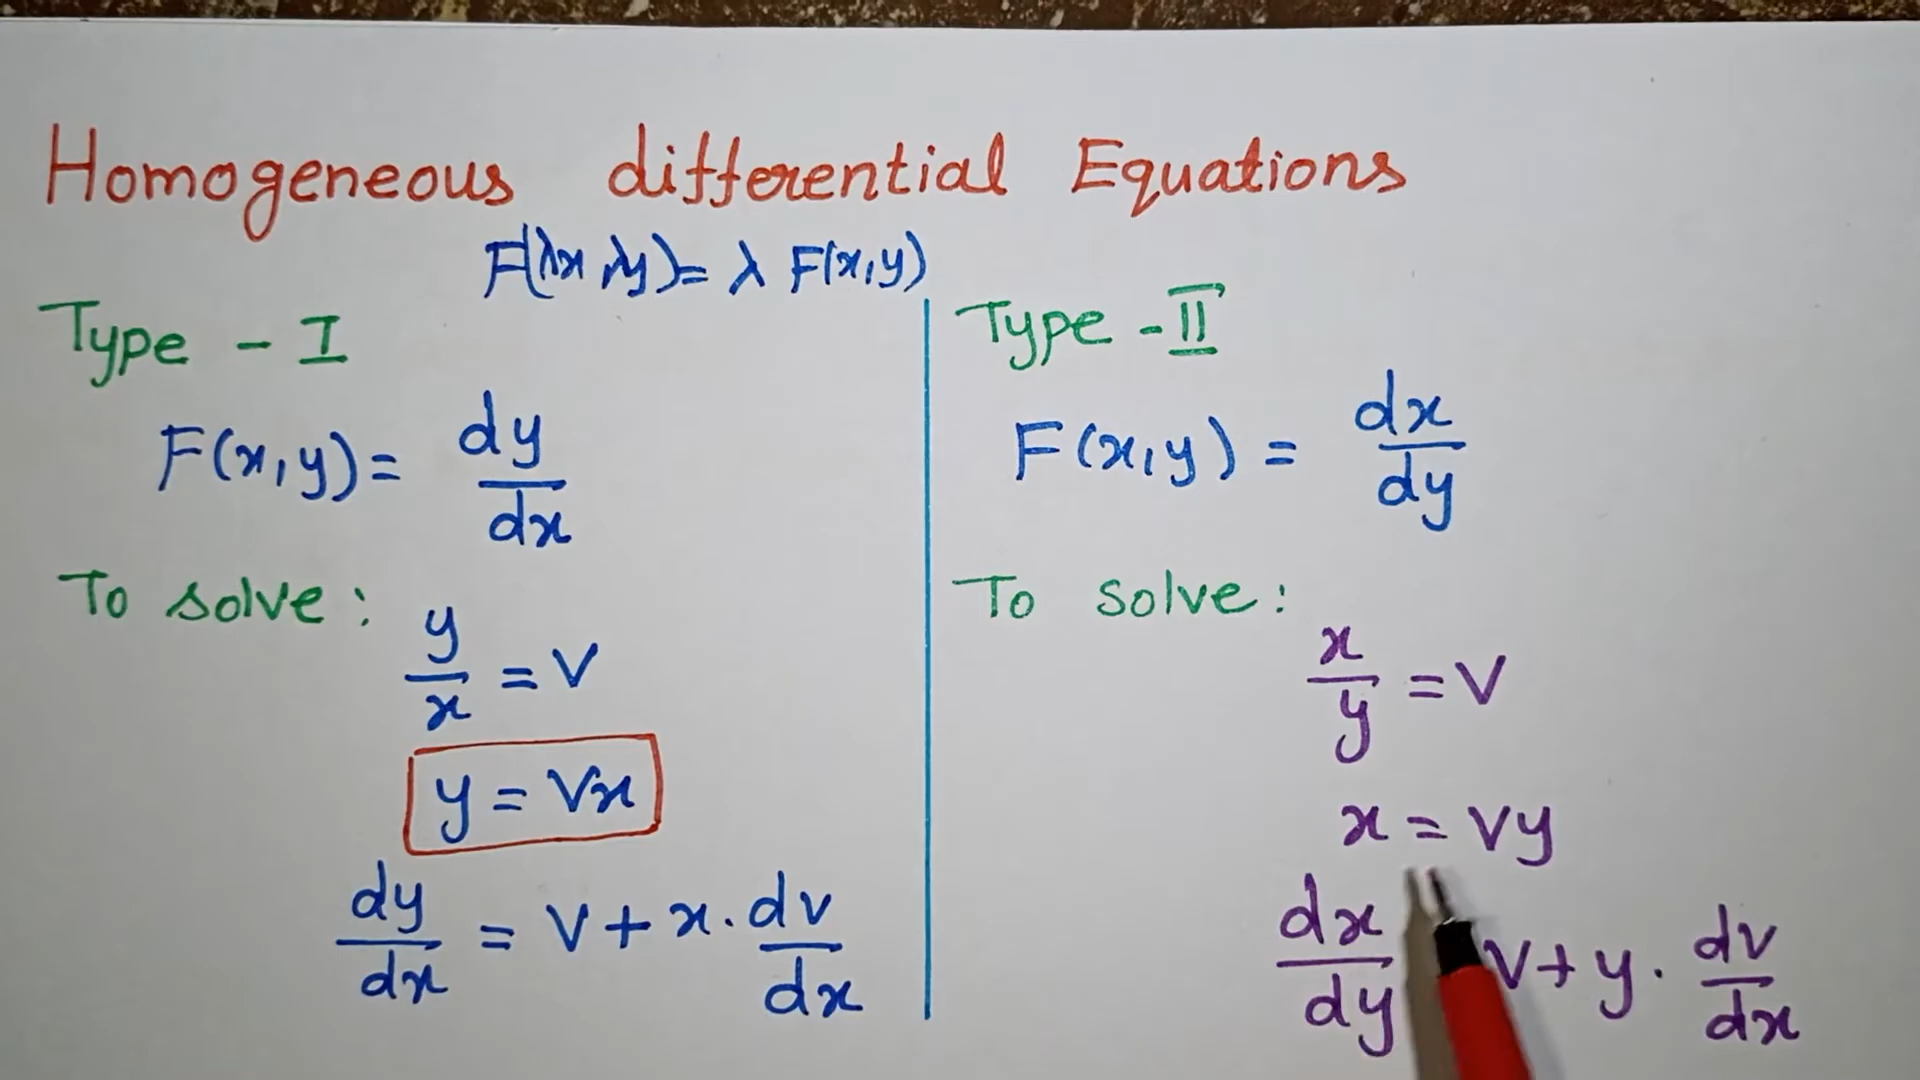 Homogeneous differential Equations
F(λx, λy) = λ F(x,y)
Type - I
F(x,y) = dy/dx
To solve :
y/x = V
y = Vx
dy/dx = V + x . dv/dx
Type - II
F(x,y) = dx/dy
To solve :
x/y = V
x = Vy
dx/dy V + y . dv/dx